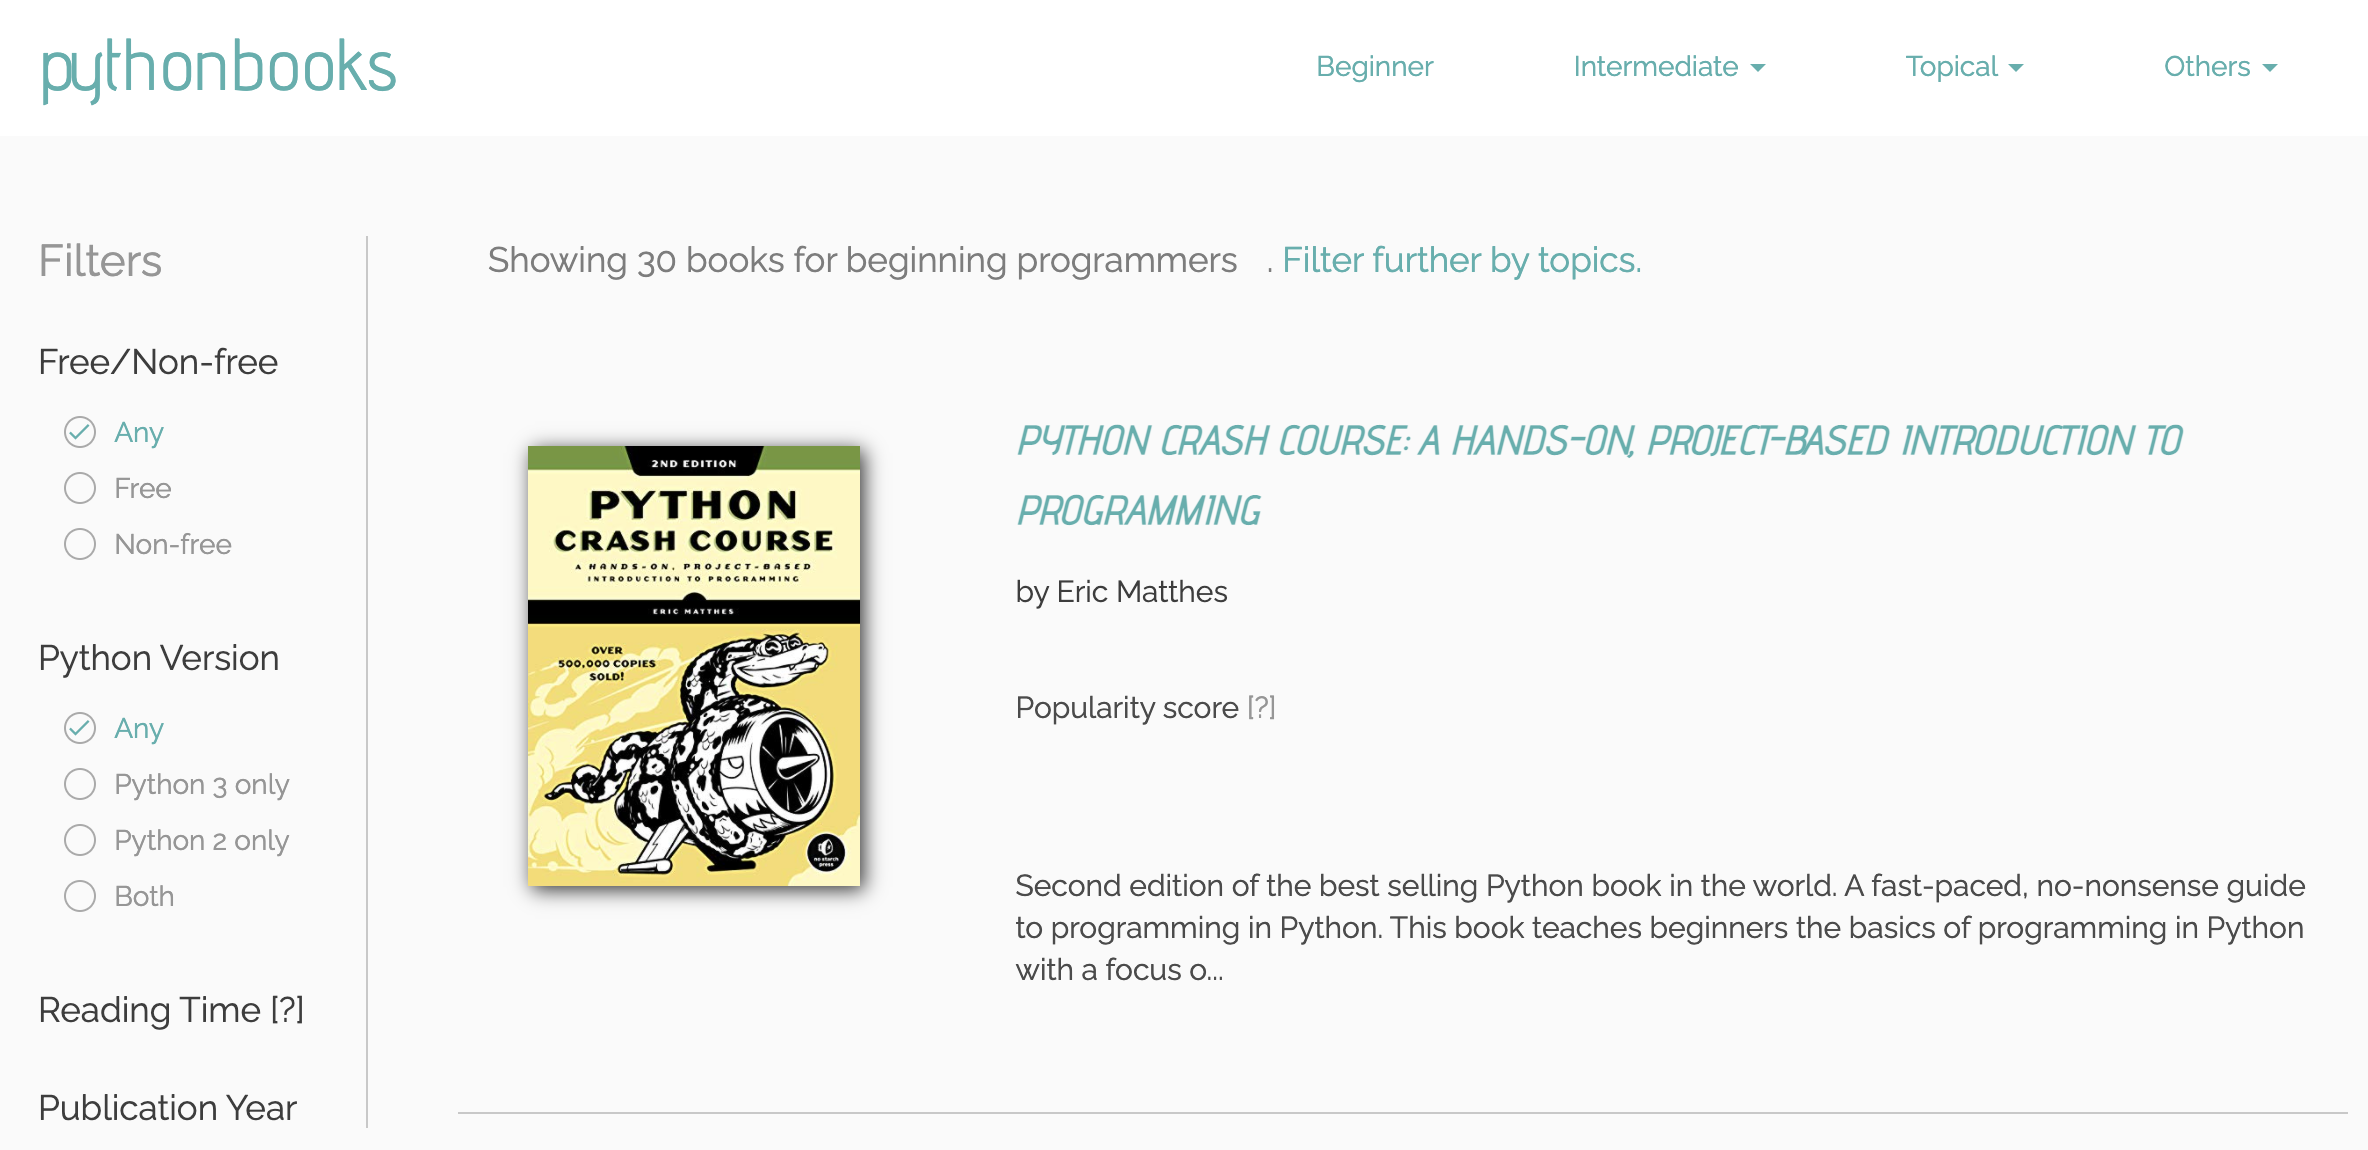 pythonbooks
Beginner
Intermediate
Topical
Others
Filters
Free/Non-free
Any
Free
Non-free
Python Version
Any
Python 3 only
Python 2 only
Both
Reading Time [?]
Publication Year
Showing 30 books for beginning programmers . Filter further by topics.
2ND EDITION
PYTHON
CRASH COURSE
A HANDS-ON, PROJECT-BASED
INTRODUCTION TO PROGRAMMING
ERIC MATTHES
OVER
500,000 COPIES
SOLD!
no starch
press
PYTHON CRASH COURSE: A HANDS-ON, PROJECT-BASED INTRODUCTION TO
PROGRAMMING
by Eric Matthes
Popularity score [?]
Second edition of the best selling Python book in the world. A fast-paced, no-nonsense guide
to programming in Python. This book teaches beginners the basics of programming in Python
with a focus o...